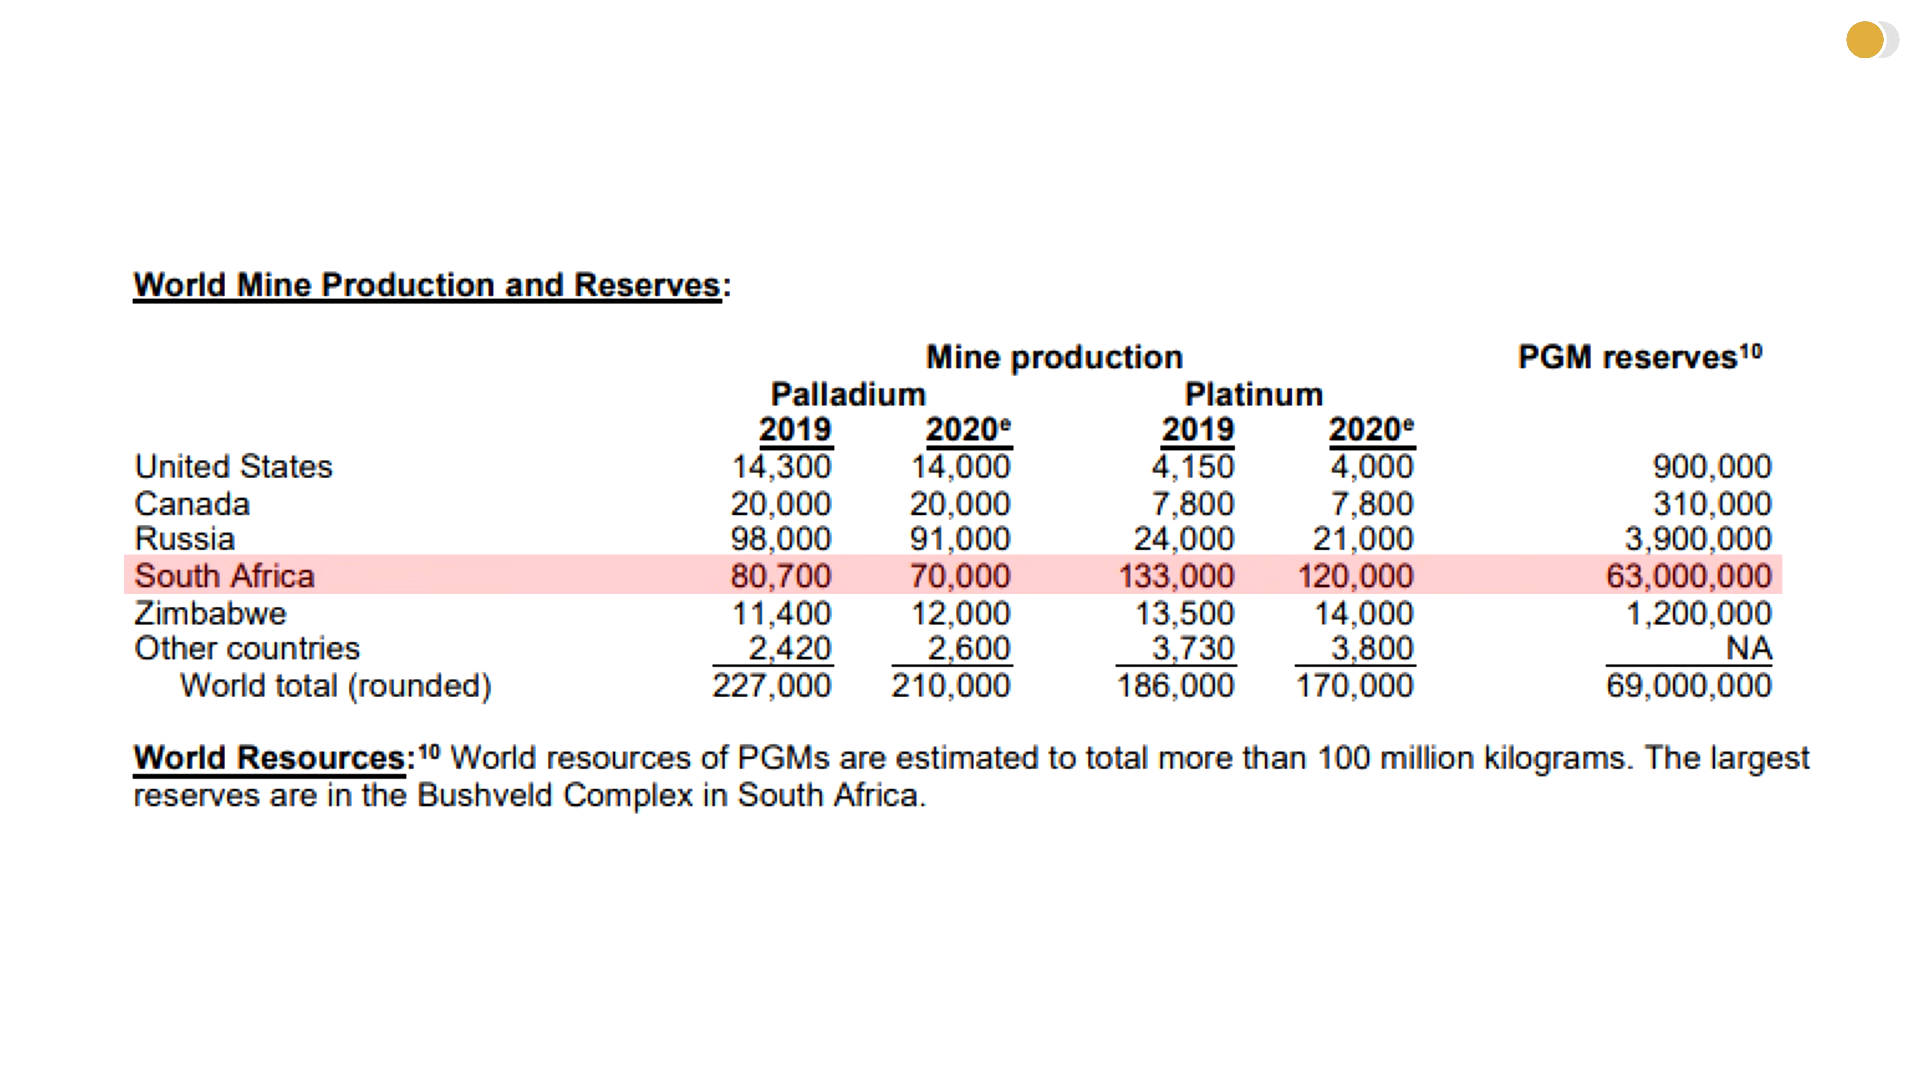 World Mine Production and Reserves:
Mine production PGM reserves¹⁰
Palladium Platinum
2019 2020ᵉ 2019 2020ᵉ
United States 14,300 14,000 4,150 4,000 900,000
Canada 20,000 20,000 7,800 7,800 310,000
Russia 98,000 91,000 24,000 21,000 3,900,000
South Africa 80,700 70,000 133,000 120,000 63,000,000
Zimbabwe 11,400 12,000 13,500 14,000 1,200,000
Other countries 2,420 2,600 3,730 3,800 NA
World total (rounded) 227,000 210,000 186,000 170,000 69,000,000
World Resources:¹⁰ World resources of PGMs are estimated to total more than 100 million kilograms. The largest
reserves are in the Bushveld Complex in South Africa.